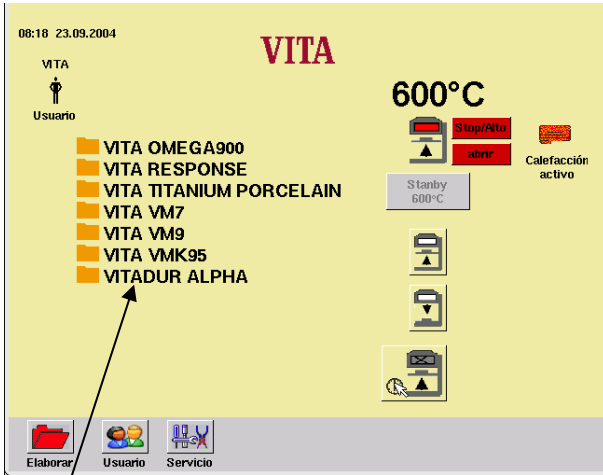 08:18 23.09.2004
VITA
VITA
Usuario
600°C
Stop/Alto
abrir
Calefacción
activo
Stanby
600°C
VITA OMEGA900
VITA RESPONSE
VITA TITANIUM PORCELAIN
VITA VM7
VITA VM9
VITA VMK95
VITADUR ALPHA
Elaborar
Usuario
Servicio